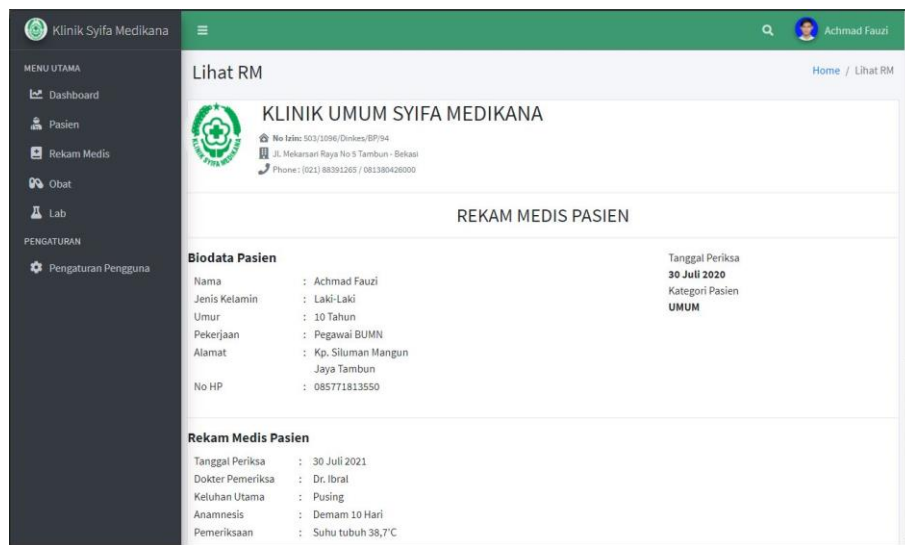 Klinik Syifa Medikana
Achmad Fauzi
MENU UTAMA
Dashboard
Pasien
Rekam Medis
Obat
Lab
PENGATURAN
Pengaturan Pengguna
Lihat RM
Home / Lihat RM
KLINIK UMUM SYIFA MEDIKANA
No Izin: 503/1096/Dinkes/BP/94
JL. Mekarsari Raya No 5 Tambun - Bekasi
Phone : (021) 88391265 / 081380426000
REKAM MEDIS PASIEN
Biodata Pasien
Nama : Achmad Fauzi
Jenis Kelamin : Laki-Laki
Umur : 10 Tahun
Pekerjaan : Pegawai BUMN
Alamat : Kp. Siluman Mangun
Jaya Tambun
No HP : 085771813550
Tanggal Periksa
30 Juli 2020
Kategori Pasien
UMUM
Rekam Medis Pasien
Tanggal Periksa : 30 Juli 2021
Dokter Pemeriksa : Dr. Ibral
Keluhan Utama : Pusing
Anamnesis : Demam 10 Hari
Pemeriksaan : Suhu tubuh 38,7'C